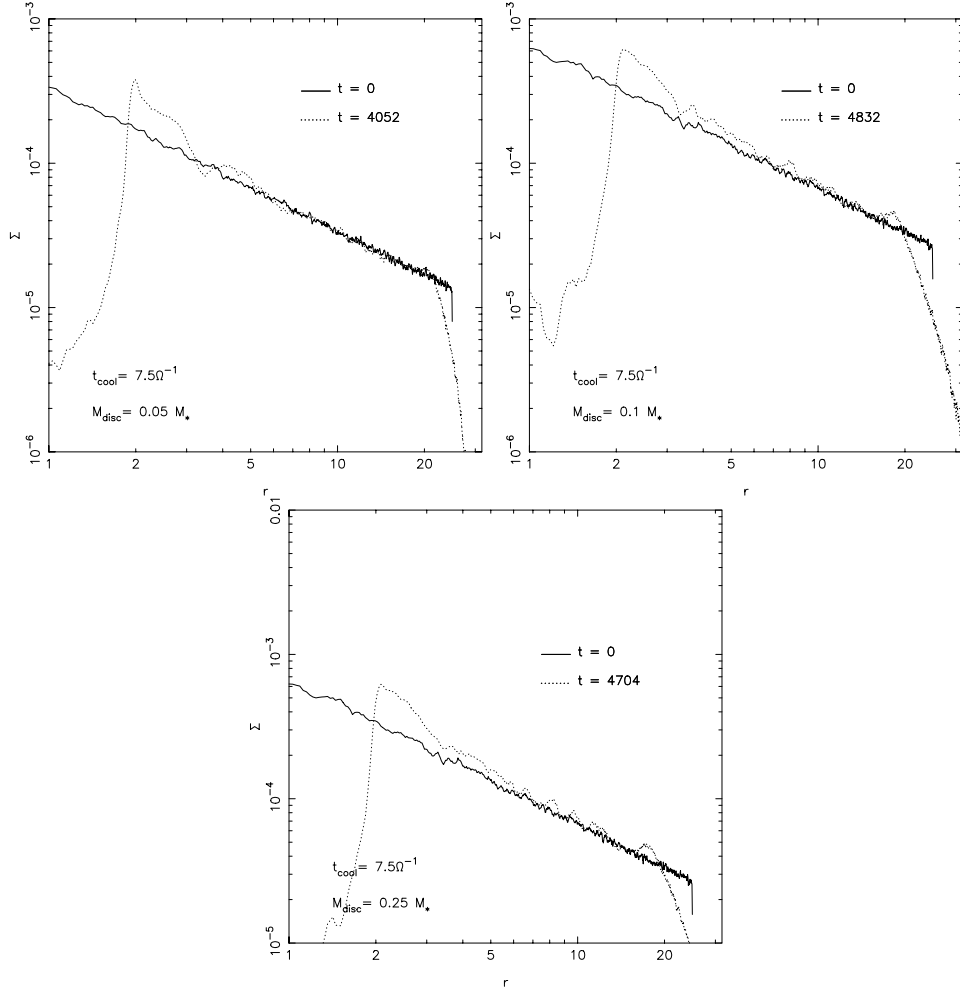 10⁻³
10⁻⁴
10⁻⁵
10⁻⁶
Σ
t = 0
t = 4052
t_cool= 7.5Ω⁻¹
M_disc= 0.05 M_*
1 2 5 10 20
r
10⁻³
10⁻⁴
10⁻⁵
10⁻⁶
Σ
t = 0
t = 4832
t_cool= 7.5Ω⁻¹
M_disc= 0.1 M_*
1 2 5 10 20
r
0.01
10⁻³
10⁻⁴
10⁻⁵
Σ
t = 0
t = 4704
t_cool= 7.5Ω⁻¹
M_disc= 0.25 M_*
1 2 5 10 20
r